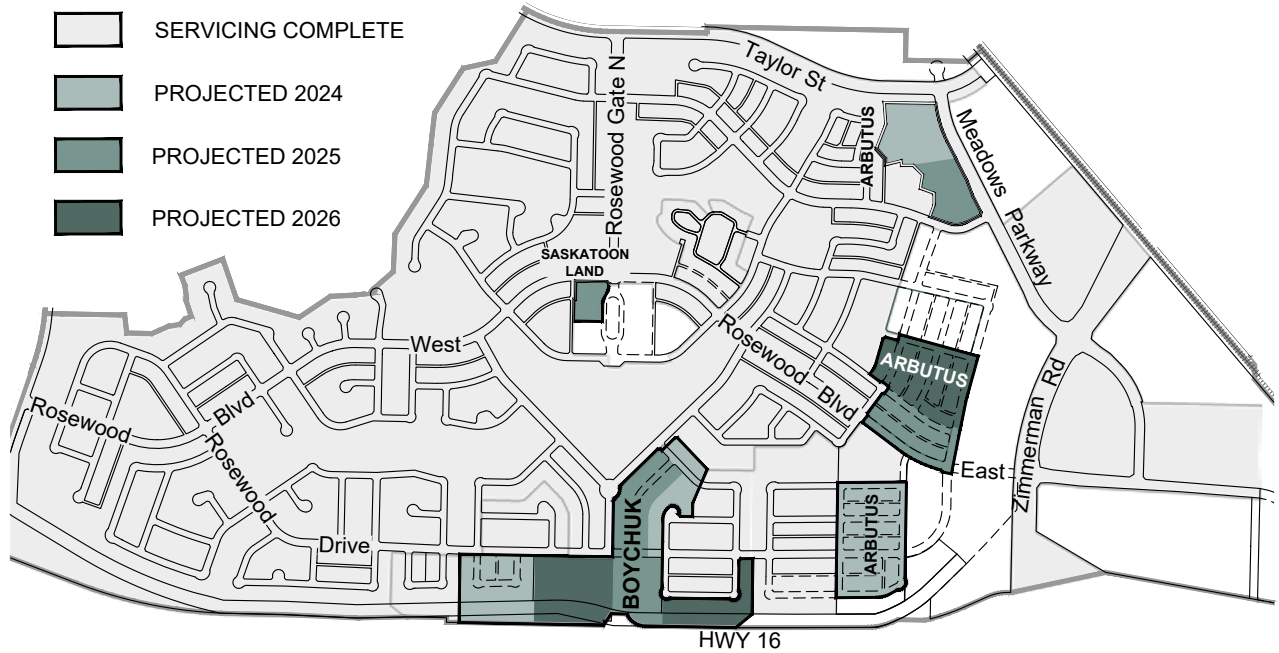 SERVICING COMPLETE
PROJECTED 2024
PROJECTED 2025
PROJECTED 2026
Taylor St
Rosewood Gate N
ARBUTUS
Meadows Parkway
SASKATOON
LAND
West
Rosewood Blvd
ARBUTUS
Zimmerman Rd
Rosewood
Blvd
Rosewood
East
Drive
BOYCHUK
ARBUTUS
HWY 16